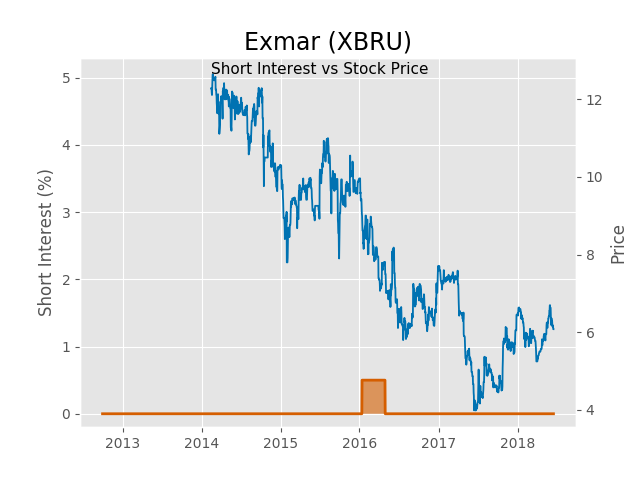 Exmar (XBRU)
Short Interest vs Stock Price
5
4
3
2
1
0
Short Interest (%)
12
10
8
6
4
Price
2013 2014 2015 2016 2017 2018